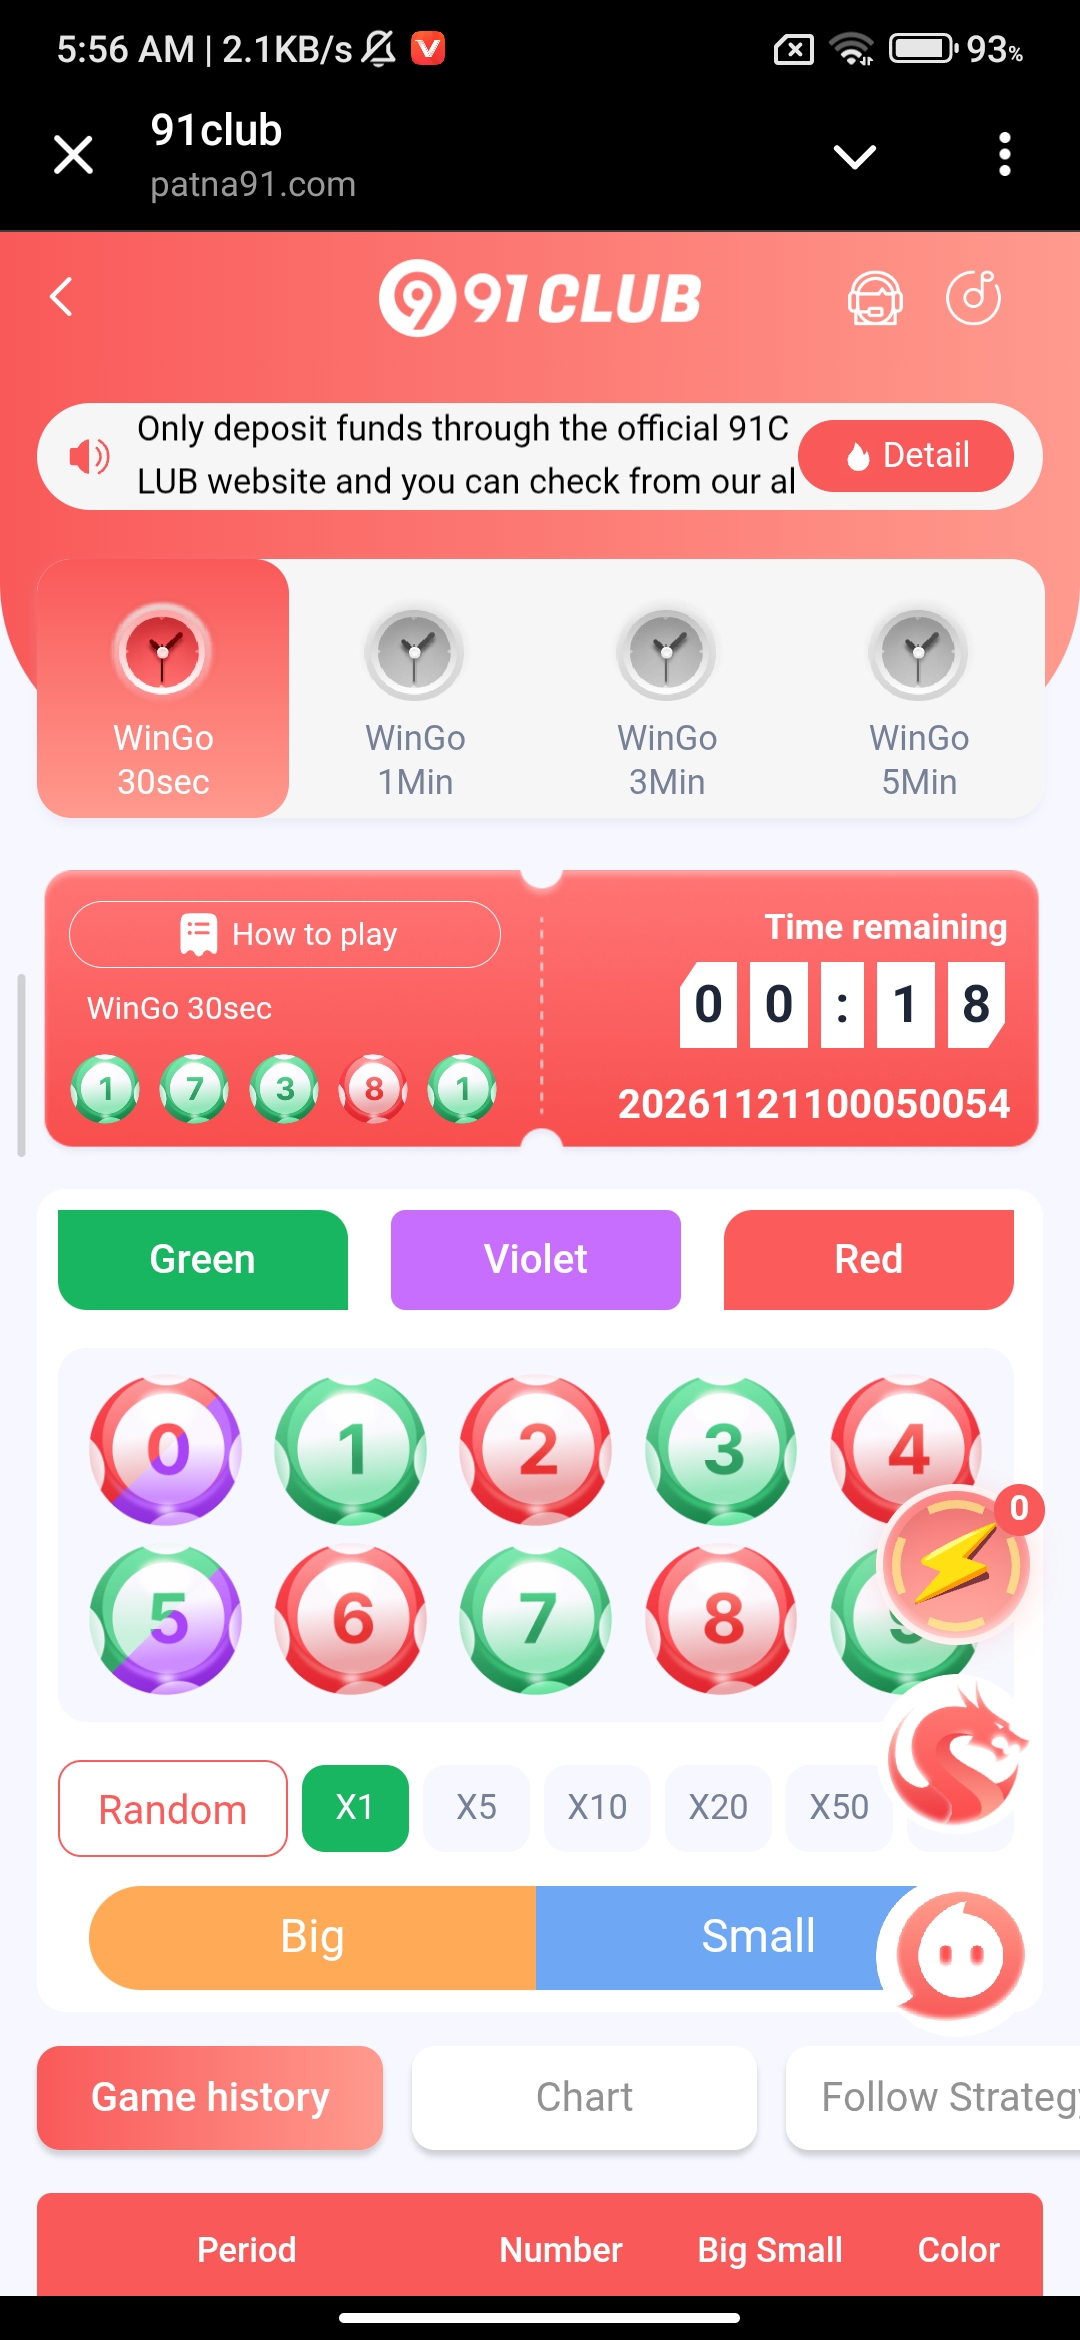 5:56 AM | 2.1KB/s
93%
91club
patna91.com
91 CLUB
Only deposit funds through the official 91C
LUB website and you can check from our al
Detail
WinGo
30sec
WinGo
1Min
WinGo
3Min
WinGo
5Min
How to play
WinGo 30sec
1 7 3 8 1
Time remaining
0 0 : 1 8
20261121100050054
Green
Violet
Red
0 1 2 3 4
0
5 6 7 8
Random
X1
X5
X10
X20
X50
Big
Small
Game history
Chart
Follow Strategy
Period
Number
Big Small
Color